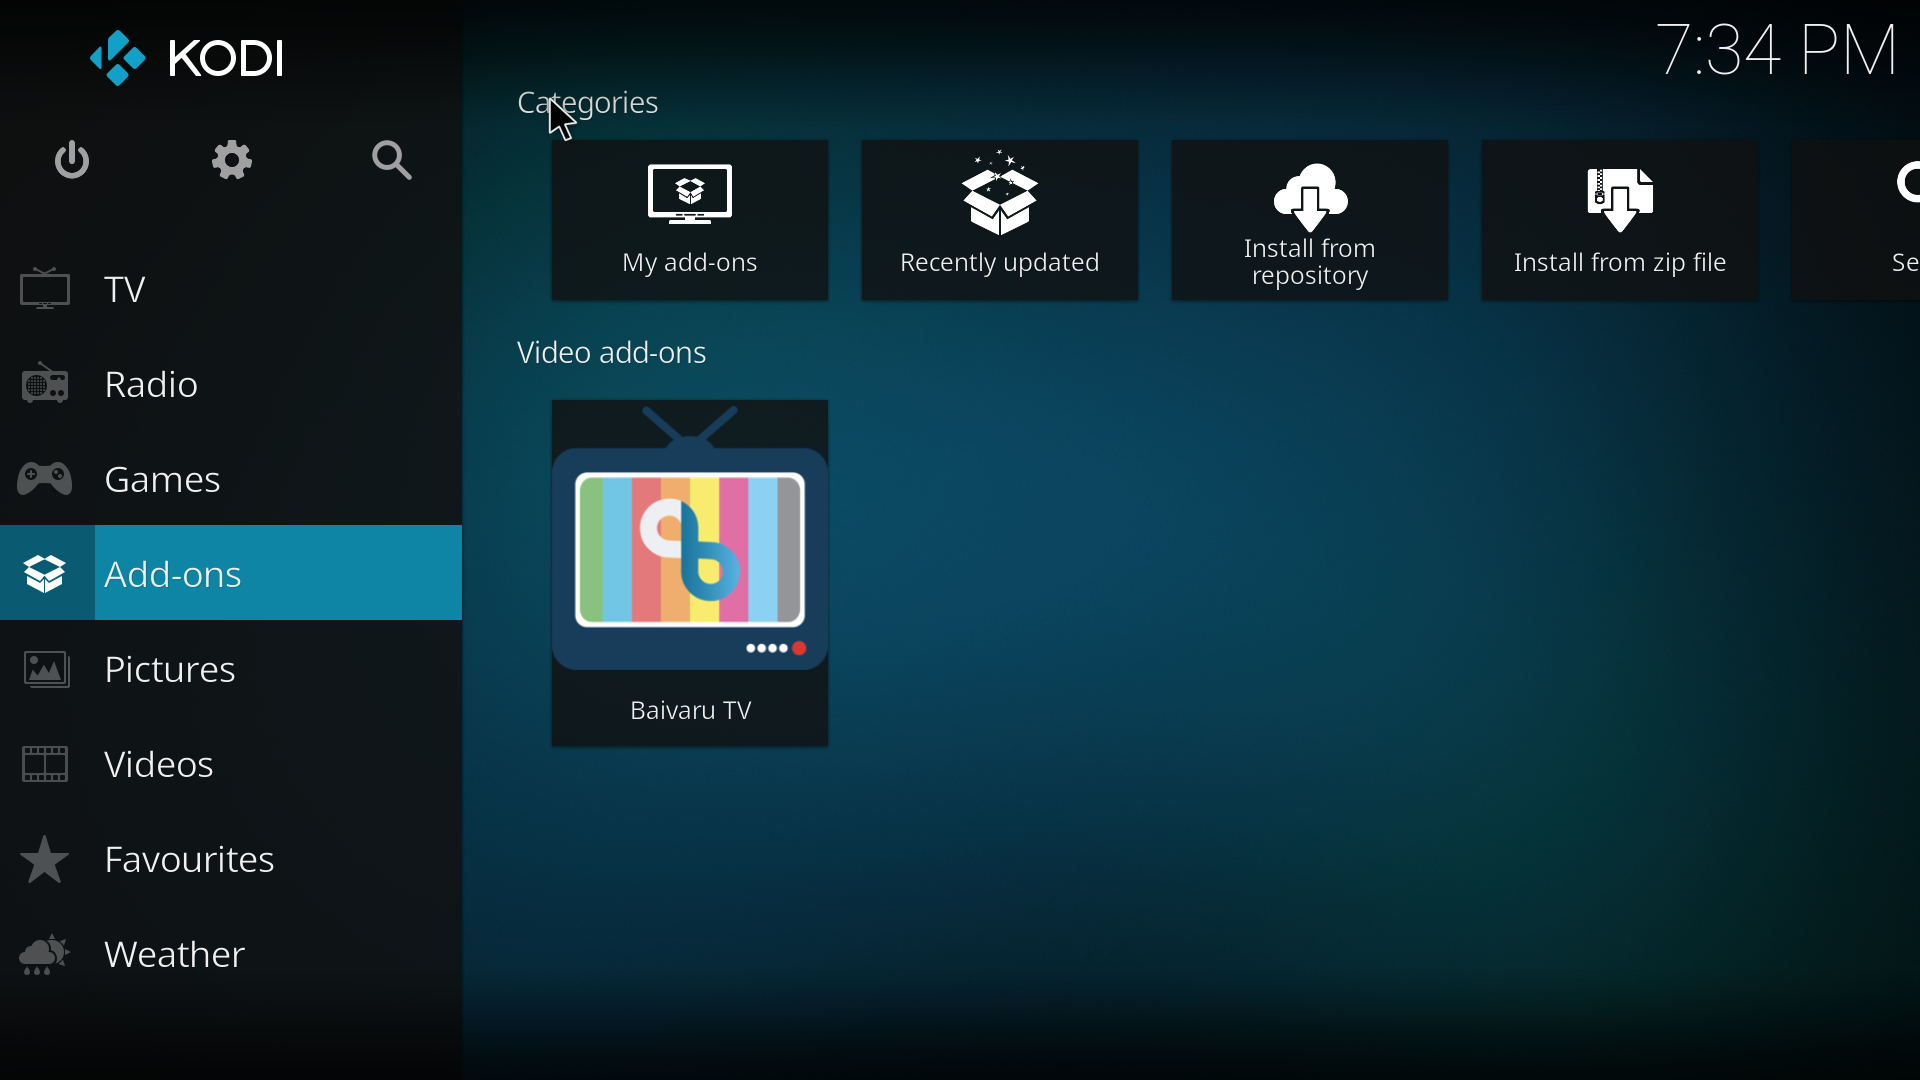 KODI
7:34 PM
TV
Radio
Games
Add-ons
Pictures
Videos
Favourites
Weather
Categories
My add-ons
Recently updated
Install from
repository
Install from zip file
Se
Video add-ons
Baivaru TV